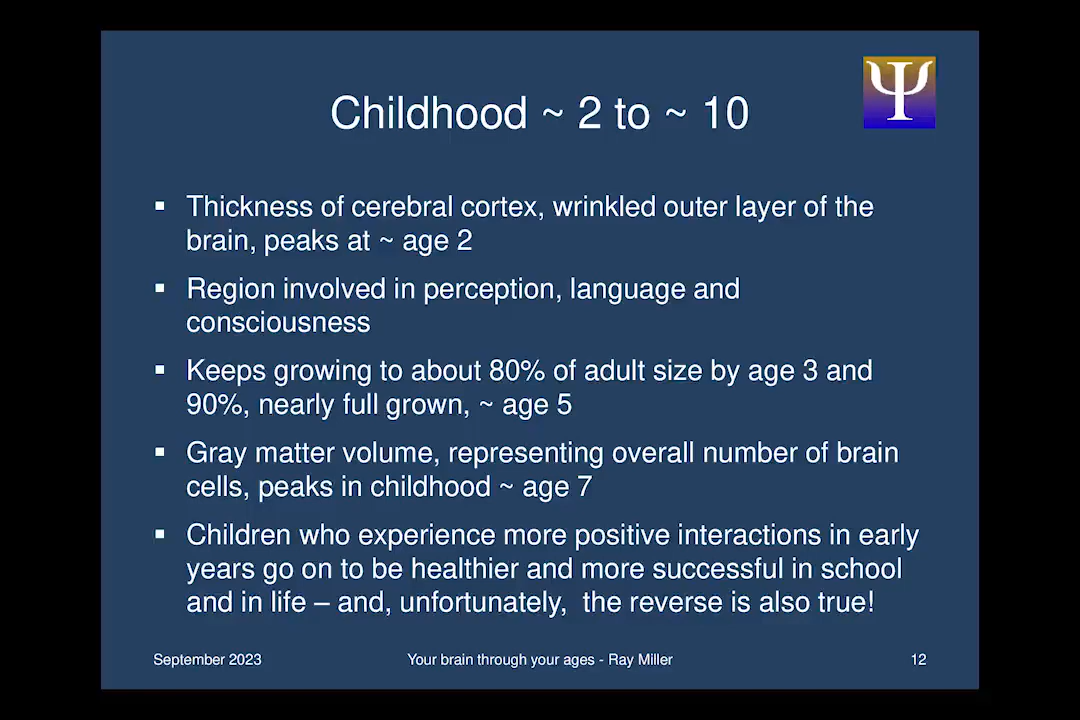 Childhood ~ 2 to ~ 10
Ψ
▪ Thickness of cerebral cortex, wrinkled outer layer of the
brain, peaks at ~ age 2
▪ Region involved in perception, language and
consciousness
▪ Keeps growing to about 80% of adult size by age 3 and
90%, nearly full grown, ~ age 5
▪ Gray matter volume, representing overall number of brain
cells, peaks in childhood ~ age 7
▪ Children who experience more positive interactions in early
years go on to be healthier and more successful in school
and in life – and, unfortunately,  the reverse is also true!
September 2023 Your brain through your ages - Ray Miller 12